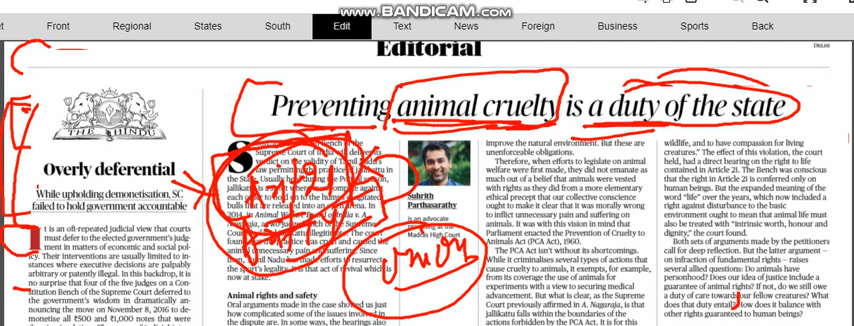 WWW.BANDICAM.COM
Front Regional States South Edit Text News Foreign Business Sports Back
Editorial
DELHI
THE HINDU
Overly deferential
While upholding demonetisation, SC
failed to hold government accountable
t is an oft-repeated judicial view that courts
must defer to the elected government's judg-
ment in matters of economic and social pol-
icy. Their interventions are usually limited to in-
stances where executive decisions are palpably
arbitrary or patently illegal. In this backdrop, it is
no surprise that four of the five judges on a Con-
stitution Bench of the Supreme Court deferred to
the government's wisdom in dramatically an-
nouncing the move on November 8, 2016 to de-
monetise all ₹500 and ₹1,000 notes that were
Preventing animal cruelty is a duty of the state
Supreme Court of India
verdict on the validity of Tamil Nadu's
law permitting
the State. Usually
jallikattu
each
bulls that are released into an
2014, in Animal Welfare
Nagaraja,
Court
found
animal unnecessary pain and suffering. Since
then, Tamil Nadu
the sport's legality. It is that act of revival which is
now at stake.
Animal rights and safety
Oral arguments made in the case showed us just
how complicated some of the issues involved in
the dispute are. In some ways, the hearings also
Suhrith
Parthasarathy
is an advocate
practising at the
Madras High Court
improve the natural environment. But these are
unenforceable obligations.
Therefore, when efforts to legislate on animal
welfare were first made, they did not emanate as
much out of a belief that animals were vested
with rights as they did from a more elementary
ethical precept that our collective conscience
ought to make it clear that it was morally wrong
to inflict unnecessary pain and suffering on
animals. It was with this vision in mind that
Parliament enacted the Prevention of Cruelty to
Animals Act (PCA Act), 1960.
The PCA Act isn't without its shortcomings.
While it criminalises several types of actions that
cause cruelty to animals, it exempts, for example,
from its coverage the use of animals for
experiments with a view to securing medical
advancement. But what is clear, as the Supreme
Court previously affirmed in A. Nagaraja, is that
jallikattu falls within the boundaries of the
actions forbidden by the PCA Act. It is for this
wildlife, and to have compassion for living
creatures." The effect of this violation, the court
held, had a direct bearing on the right to life
contained in Article 21. The Bench was conscious
that the right in Article 21 is conferred only on
human beings. But the expanded meaning of the
word "life" over the years, which now included a
right against disturbance to the basic
environment ought to mean that animal life must
also be treated with "intrinsic worth, honour and
dignity," the court found.
Both sets of arguments made by the petitioners
call for deep reflection. But the latter argument –
on infraction of fundamental rights – raises
several allied questions: Do animals have
personhood? Does our idea of justice include a
guarantee of animal rights? If not, do we still owe
a duty of care toward our fellow creatures? What
does that duty entail? How does it balance with
other rights guaranteed to human beings?
union